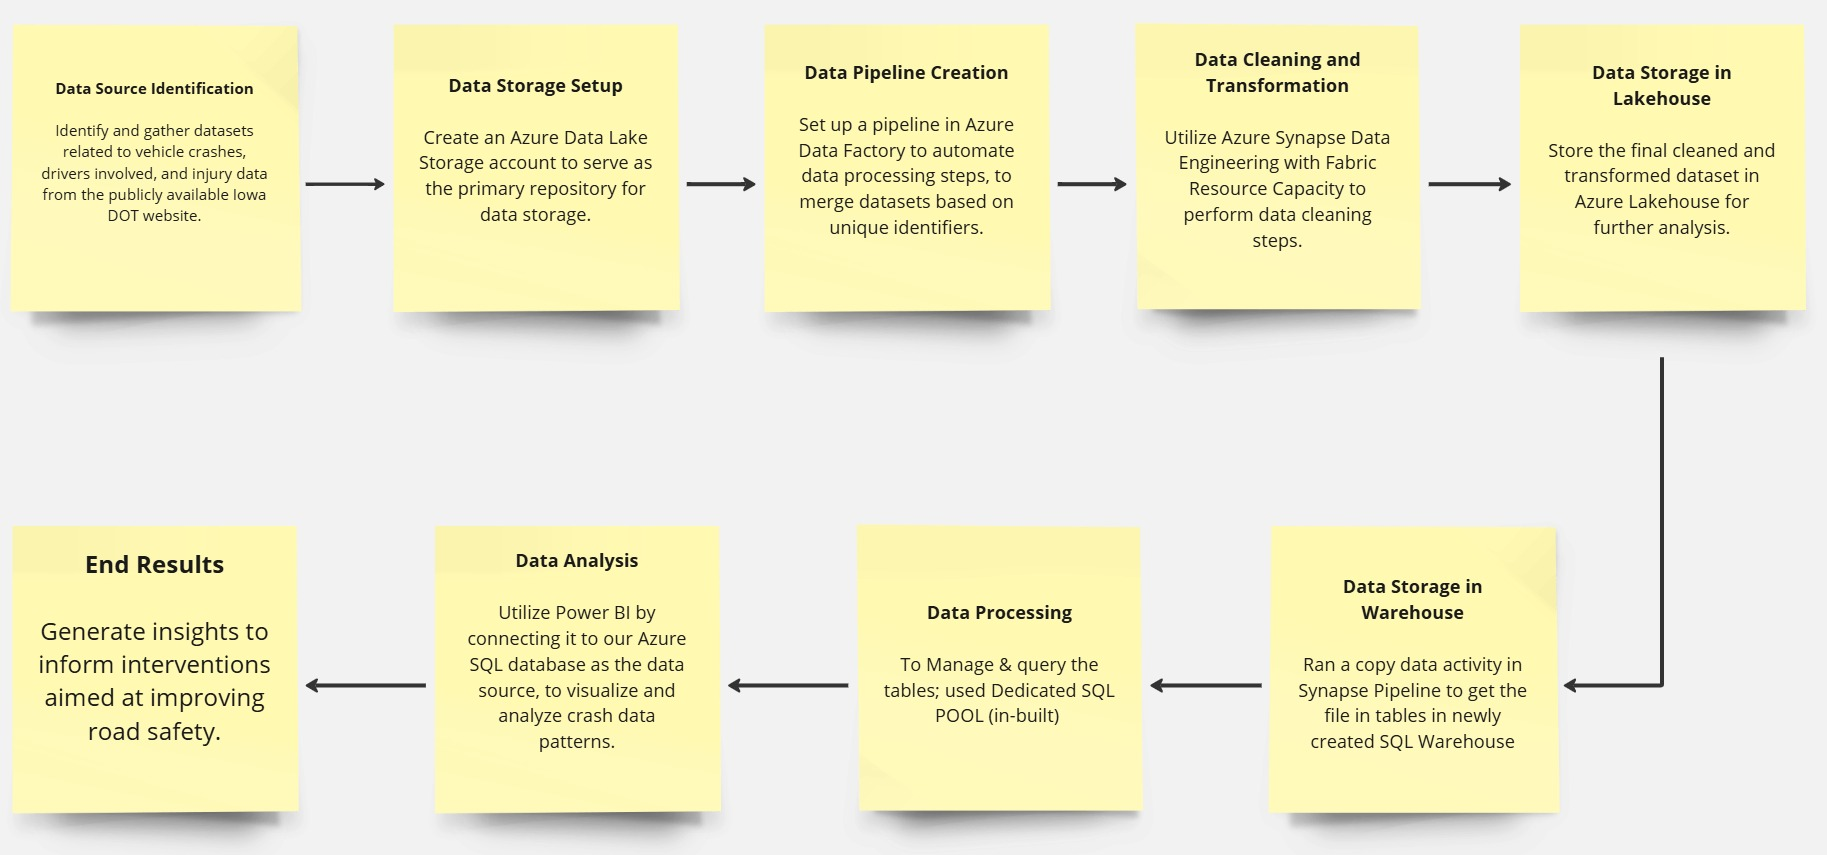 Data Source Identification
Identify and gather datasets
related to vehicle crashes,
drivers involved, and injury data
from the publicly available Iowa
DOT website.
Data Storage Setup
Create an Azure Data Lake
Storage account to serve as
the primary repository for
data storage.
Data Pipeline Creation
Set up a pipeline in Azure
Data Factory to automate
data processing steps, to
merge datasets based on
unique identifiers.
Data Cleaning and
Transformation
Utilize Azure Synapse Data
Engineering with Fabric
Resource Capacity to
perform data cleaning
steps.
Data Storage in
Lakehouse
Store the final cleaned and
transformed dataset in
Azure Lakehouse for
further analysis.
Data Storage in
Warehouse
Ran a copy data activity in
Synapse Pipeline to get the
file in tables in newly
created SQL Warehouse
Data Processing
To Manage & query the
tables; used Dedicated SQL
POOL (in-built)
Data Analysis
Utilize Power BI by
connecting it to our Azure
SQL database as the data
source, to visualize and
analyze crash data
patterns.
End Results
Generate insights to
inform interventions
aimed at improving
road safety.